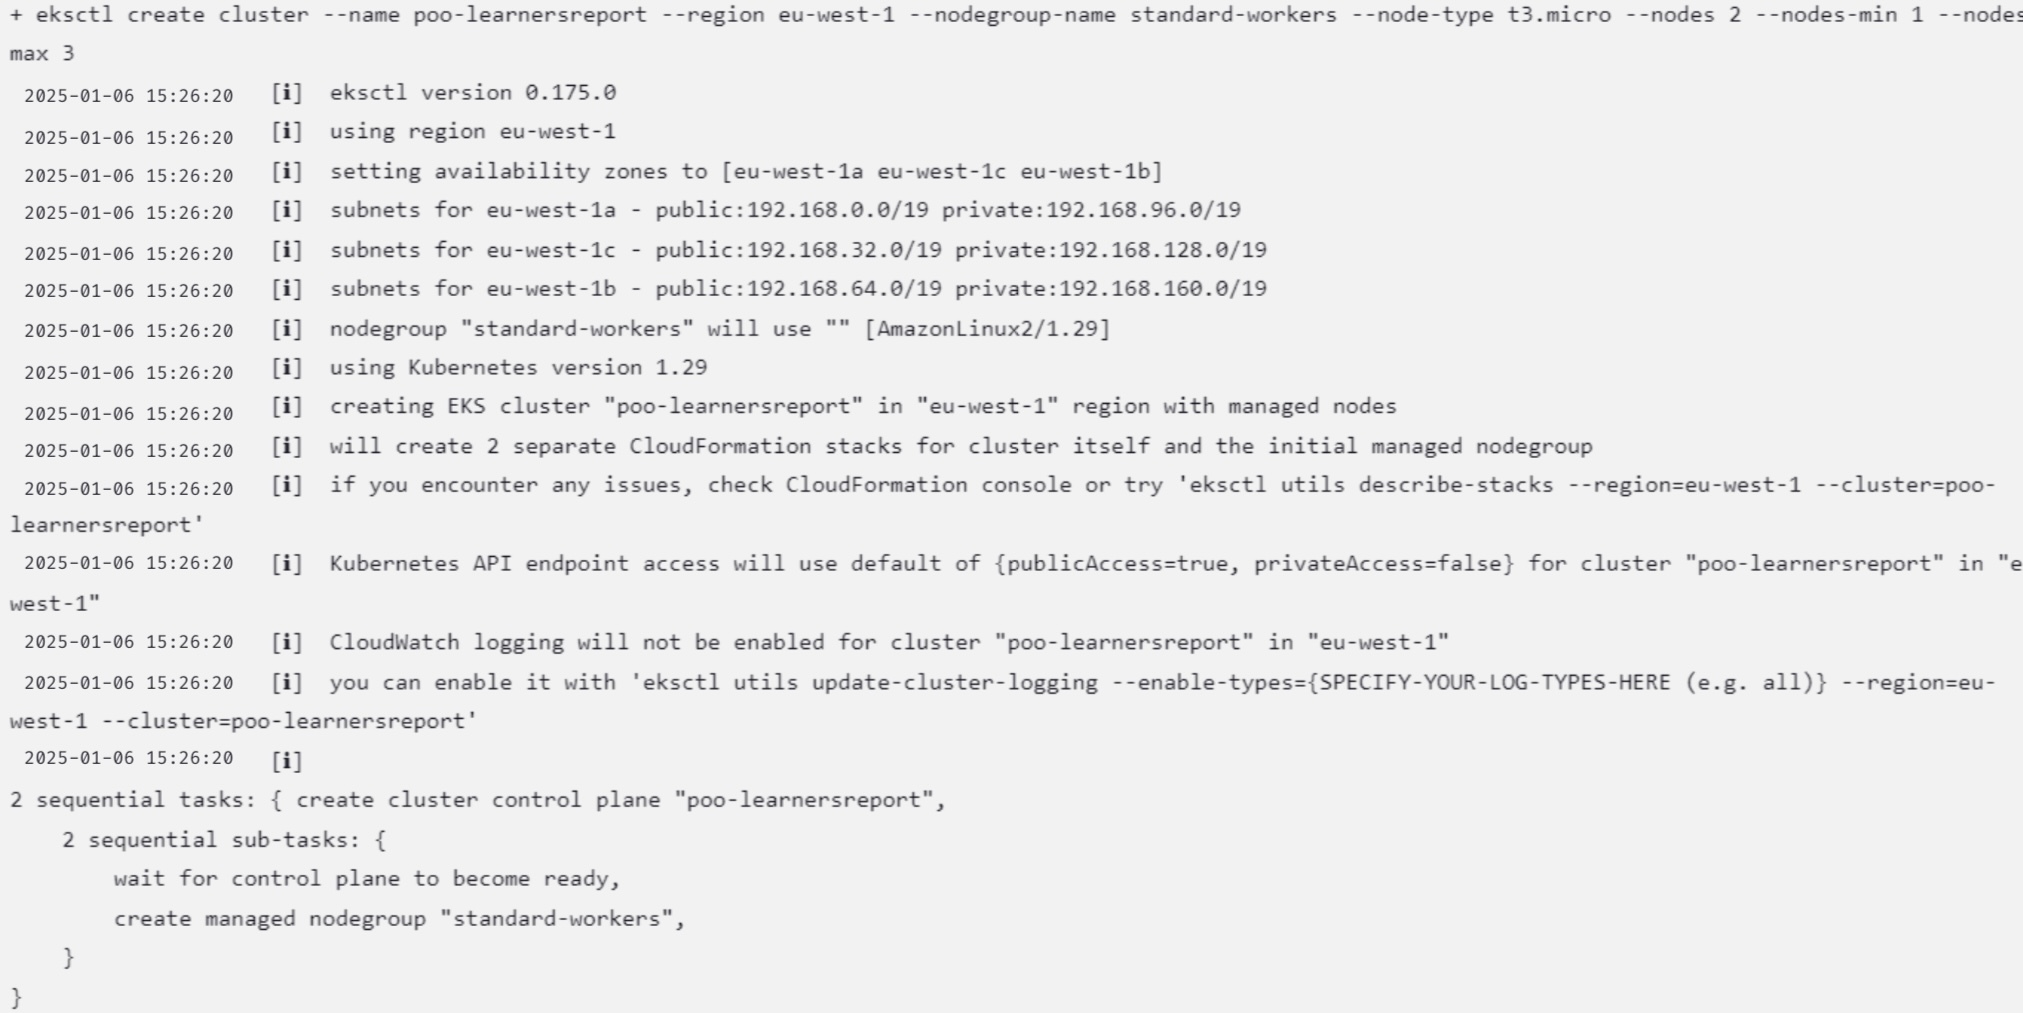 + eksctl create cluster --name poo-learnersreport --region eu-west-1 --nodegroup-name standard-workers --node-type t3.micro --nodes 2 --nodes-min 1 --nodes
max 3
2025-01-06 15:26:20 [i] eksctl version 0.175.0
2025-01-06 15:26:20 [i] using region eu-west-1
2025-01-06 15:26:20 [i] setting availability zones to [eu-west-1a eu-west-1c eu-west-1b]
2025-01-06 15:26:20 [i] subnets for eu-west-1a - public:192.168.0.0/19 private:192.168.96.0/19
2025-01-06 15:26:20 [i] subnets for eu-west-1c - public:192.168.32.0/19 private:192.168.128.0/19
2025-01-06 15:26:20 [i] subnets for eu-west-1b - public:192.168.64.0/19 private:192.168.160.0/19
2025-01-06 15:26:20 [i] nodegroup "standard-workers" will use "" [AmazonLinux2/1.29]
2025-01-06 15:26:20 [i] using Kubernetes version 1.29
2025-01-06 15:26:20 [i] creating EKS cluster "poo-learnersreport" in "eu-west-1" region with managed nodes
2025-01-06 15:26:20 [i] will create 2 separate CloudFormation stacks for cluster itself and the initial managed nodegroup
2025-01-06 15:26:20 [i] if you encounter any issues, check CloudFormation console or try 'eksctl utils describe-stacks --region=eu-west-1 --cluster=poo-
learnersreport'
2025-01-06 15:26:20 [i] Kubernetes API endpoint access will use default of {publicAccess=true, privateAccess=false} for cluster "poo-learnersreport" in "e
west-1"
2025-01-06 15:26:20 [i] CloudWatch logging will not be enabled for cluster "poo-learnersreport" in "eu-west-1"
2025-01-06 15:26:20 [i] you can enable it with 'eksctl utils update-cluster-logging --enable-types={SPECIFY-YOUR-LOG-TYPES-HERE (e.g. all)} --region=eu-
west-1 --cluster=poo-learnersreport'
2025-01-06 15:26:20 [i]
2 sequential tasks: { create cluster control plane "poo-learnersreport",
    2 sequential sub-tasks: {
        wait for control plane to become ready,
        create managed nodegroup "standard-workers",
    }
}